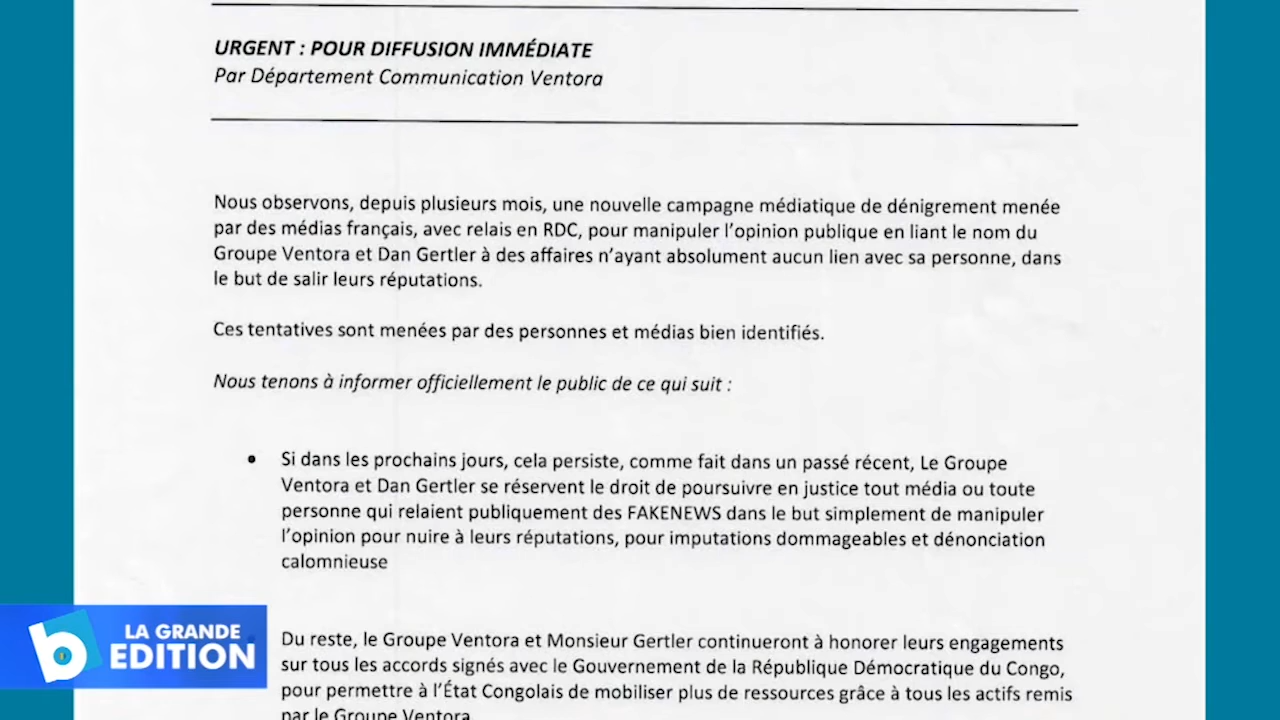 URGENT : POUR DIFFUSION IMMÉDIATE
Par Département Communication Ventora
Nous observons, depuis plusieurs mois, une nouvelle campagne médiatique de dénigrement menée
par des médias français, avec relais en RDC, pour manipuler l'opinion publique en liant le nom du
Groupe Ventora et Dan Gertler à des affaires n'ayant absolument aucun lien avec sa personne, dans
le but de salir leurs réputations.
Ces tentatives sont menées par des personnes et médias bien identifiés.
Nous tenons à informer officiellement le public de ce qui suit :
• Si dans les prochains jours, cela persiste, comme fait dans un passé récent, Le Groupe
Ventora et Dan Gertler se réservent le droit de poursuivre en justice tout média ou toute
personne qui relaient publiquement des FAKENEWS dans le but simplement de manipuler
l'opinion pour nuire à leurs réputations, pour imputations dommageables et dénonciation
calomnieuse
Du reste, le Groupe Ventora et Monsieur Gertler continueront à honorer leurs engagements
sur tous les accords signés avec le Gouvernement de la République Démocratique du Congo,
pour permettre à l'État Congolais de mobiliser plus de ressources grâce à tous les actifs remis
par le Groupe Ventora.
b LA GRANDE
EDITION